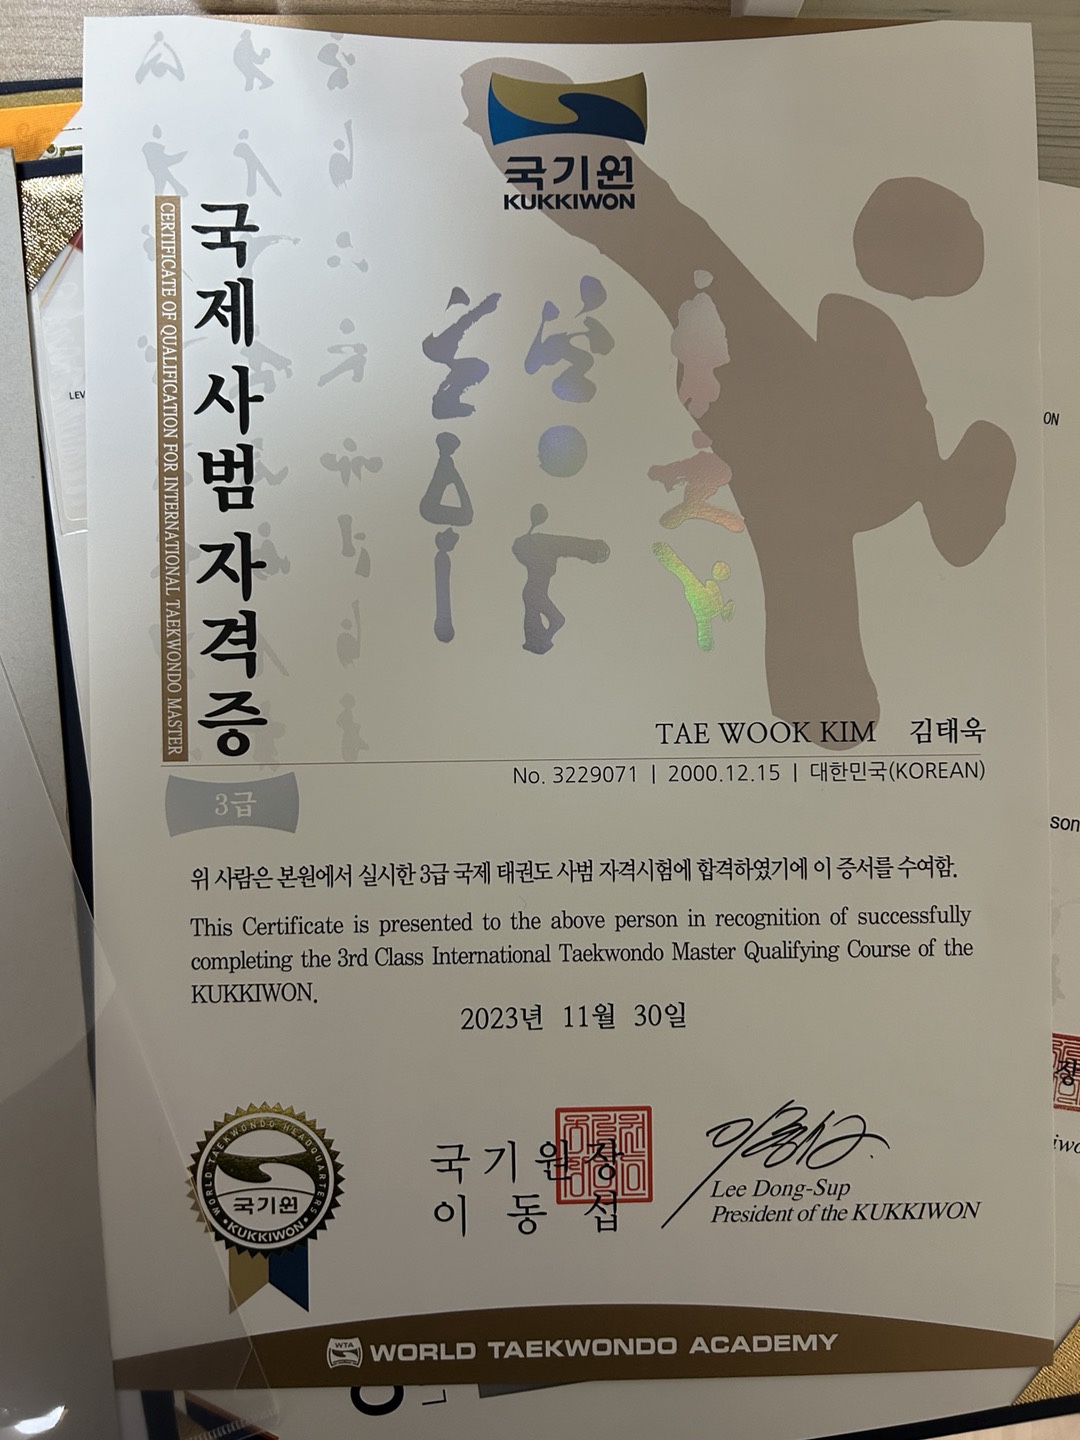 국기원
KUKKIWON
국제사범자격증
CERTIFICATE OF QUALIFICATION FOR INTERNATIONAL TAEKWONDO MASTER
LEV
ON
TAE WOOK KIM 김태욱
No. 3229071 | 2000.12.15 | 대한민국(KOREAN)
3급
son
위 사람은 본원에서 실시한 3급 국제 태권도 사범 자격시험에 합격하였기에 이 증서를 수여함.
This Certificate is presented to the above person in recognition of successfully
completing the 3rd Class International Taekwondo Master Qualifying Course of the
KUKKIWON.
2023년 11월 30일
WORLD TAEKWONDO HEADQUARTERS
국기원
KUKKIWON
국기원장
이동섭
장
Lee Dong-Sup
President of the KUKKIWON
WTA
WORLD TAEKWONDO ACADEMY